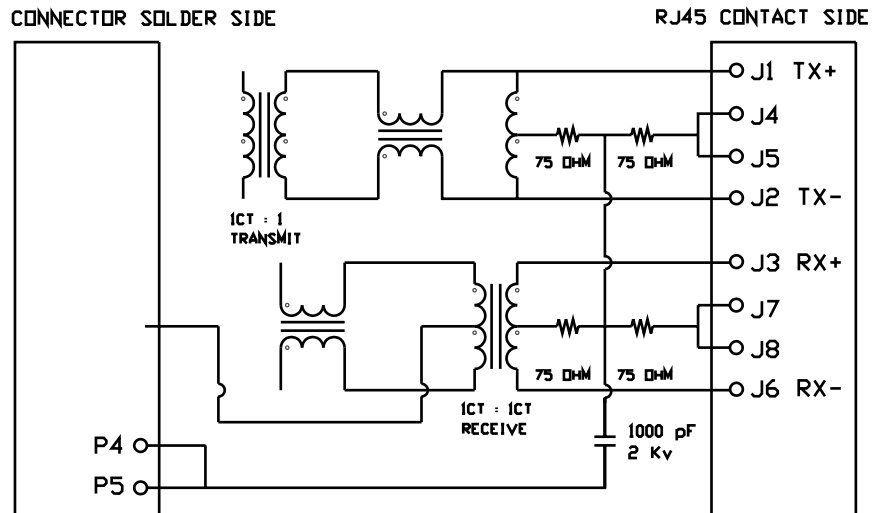 CONNECTOR SOLDER SIDE
RJ45 CONTACT SIDE
J1 TX+
J4
75 OHM 75 OHM
J5
J2 TX-
1CT : 1
TRANSMIT
J3 RX+
J7
J8
75 OHM 75 OHM
J6 RX-
1CT : 1CT
RECEIVE
1000 pF
2 Kv
P4
P5